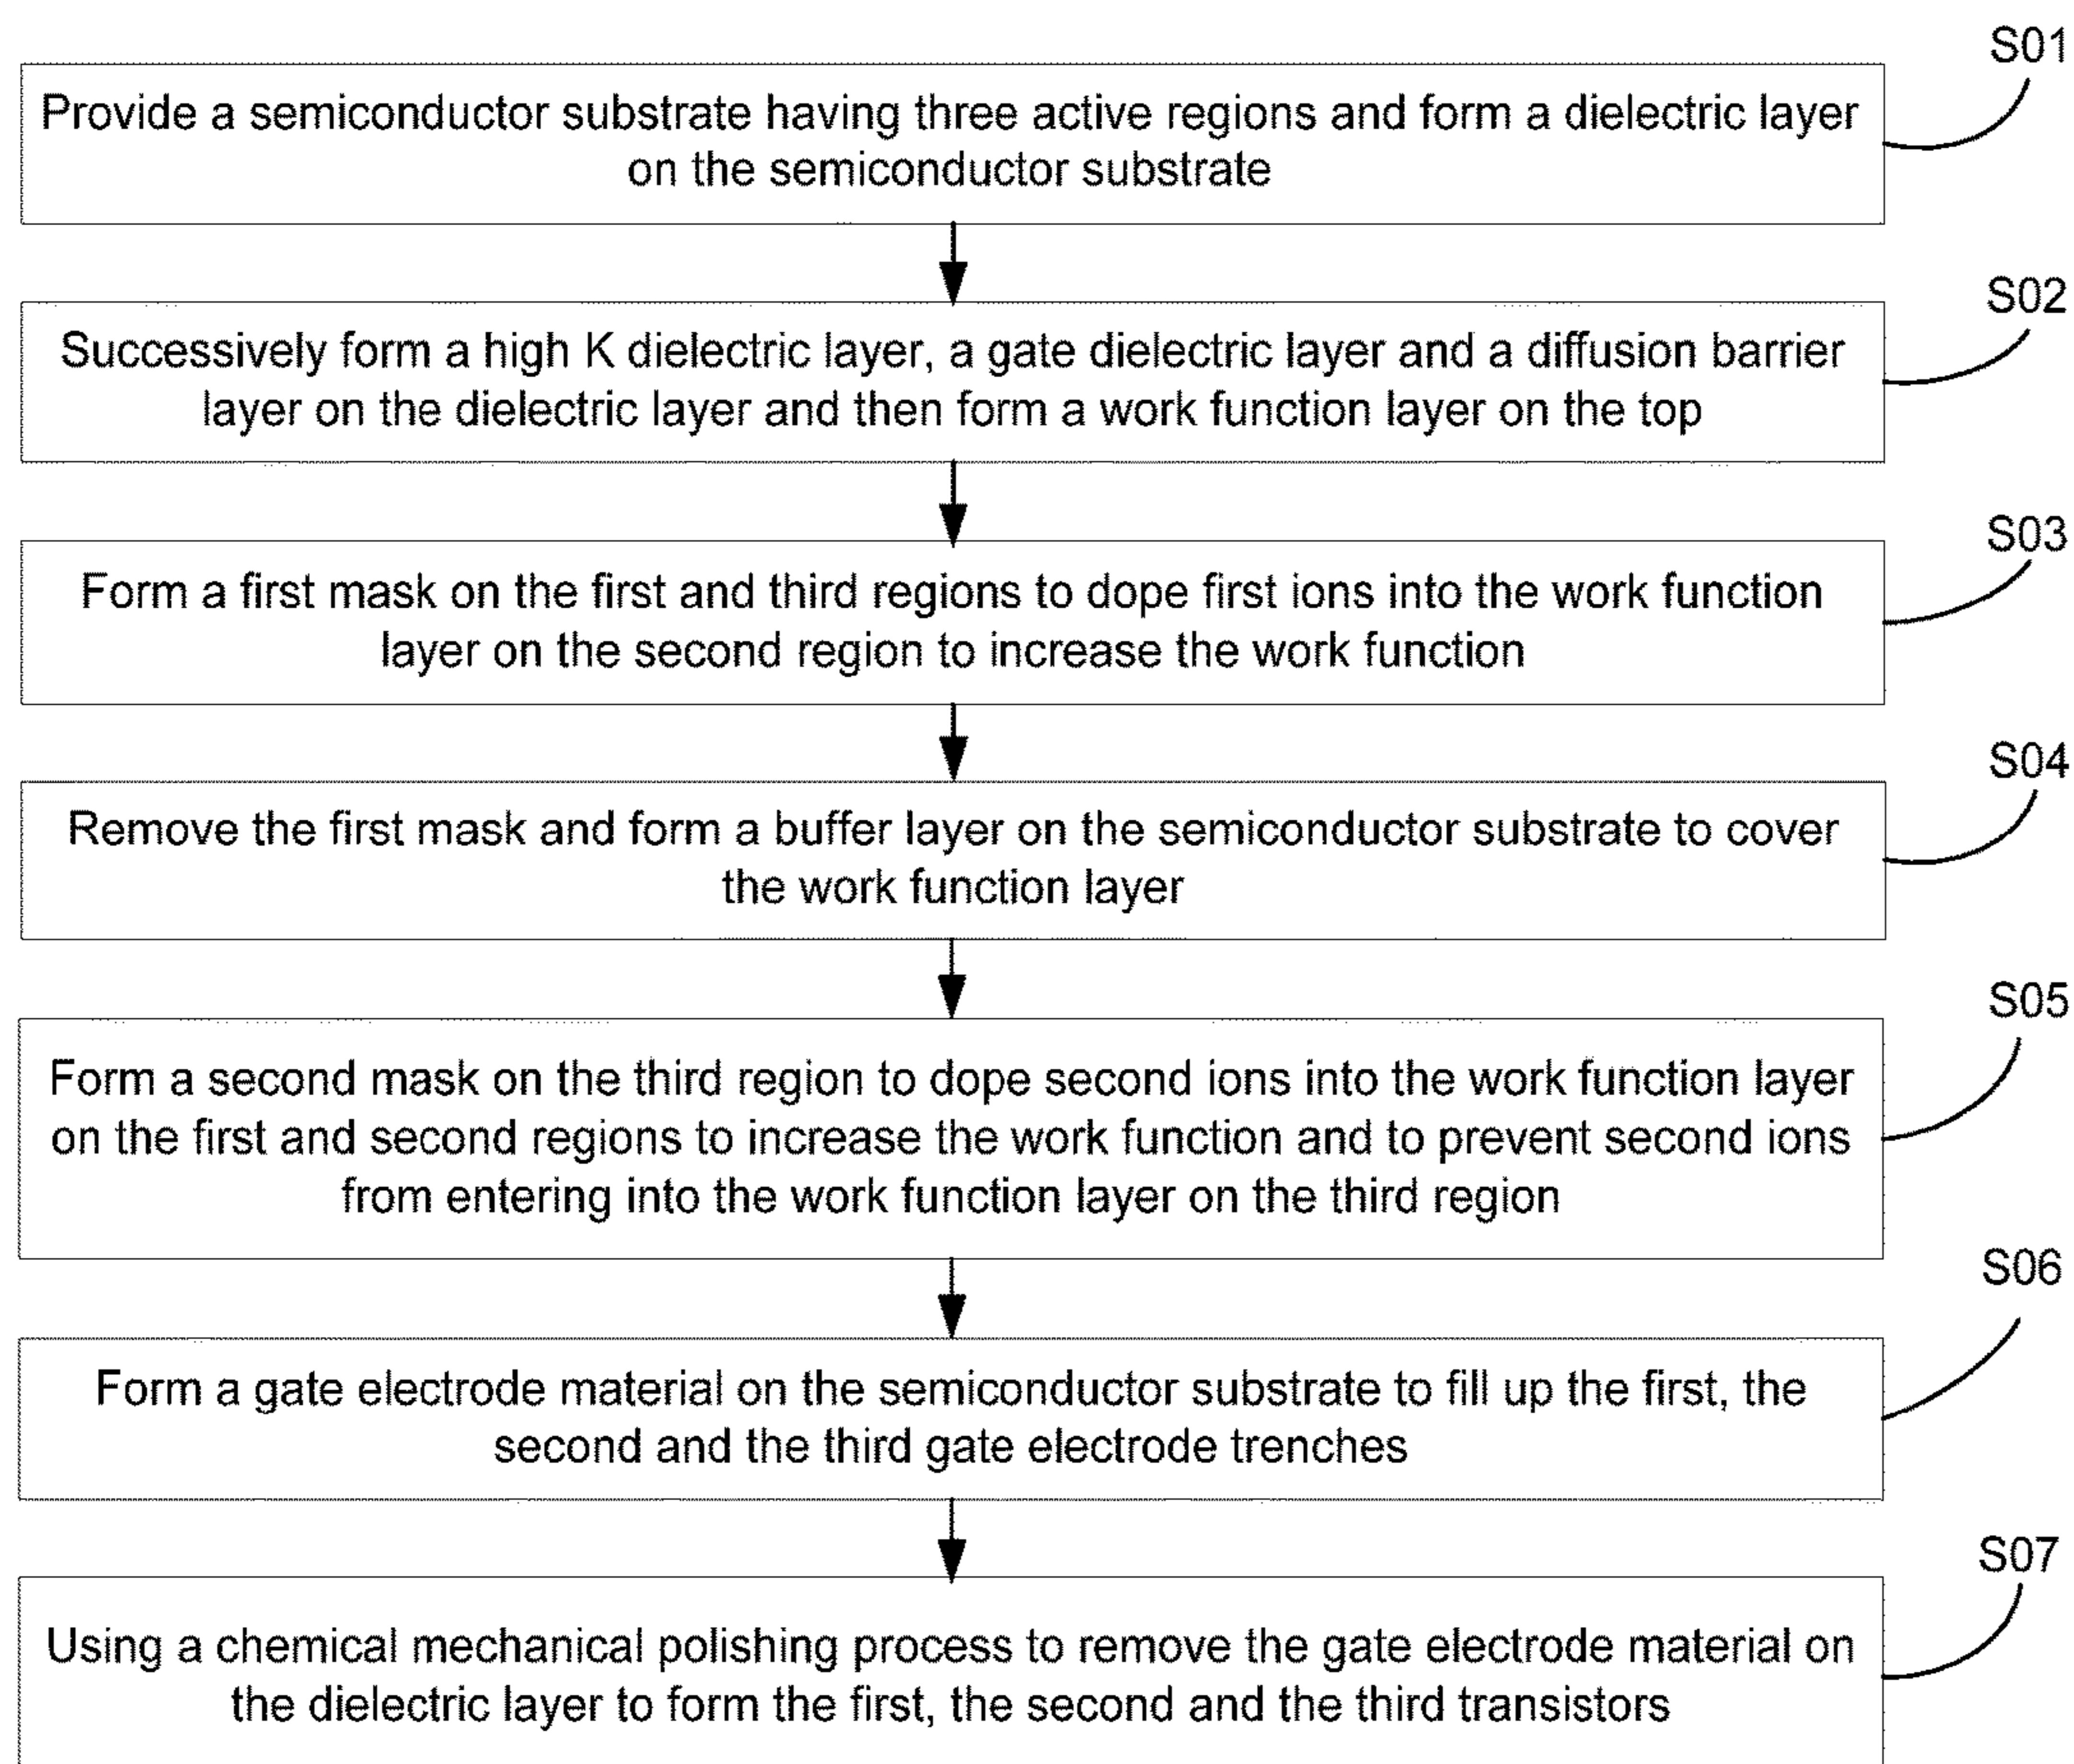 S01
Provide a semiconductor substrate having three active regions and form a dielectric layer
on the semiconductor substrate
S02
Successively form a high K dielectric layer, a gate dielectric layer and a diffusion barrier
layer on the dielectric layer and then form a work function layer on the top
S03
Form a first mask on the first and third regions to dope first ions into the work function
layer on the second region to increase the work function
S04
Remove the first mask and form a buffer layer on the semiconductor substrate to cover
the work function layer
S05
Form a second mask on the third region to dope second ions into the work function layer
on the first and second regions to increase the work function and to prevent second ions
from entering into the work function layer on the third region
S06
Form a gate electrode material on the semiconductor substrate to fill up the first, the
second and the third gate electrode trenches
S07
Using a chemical mechanical polishing process to remove the gate electrode material on
the dielectric layer to form the first, the second and the third transistors